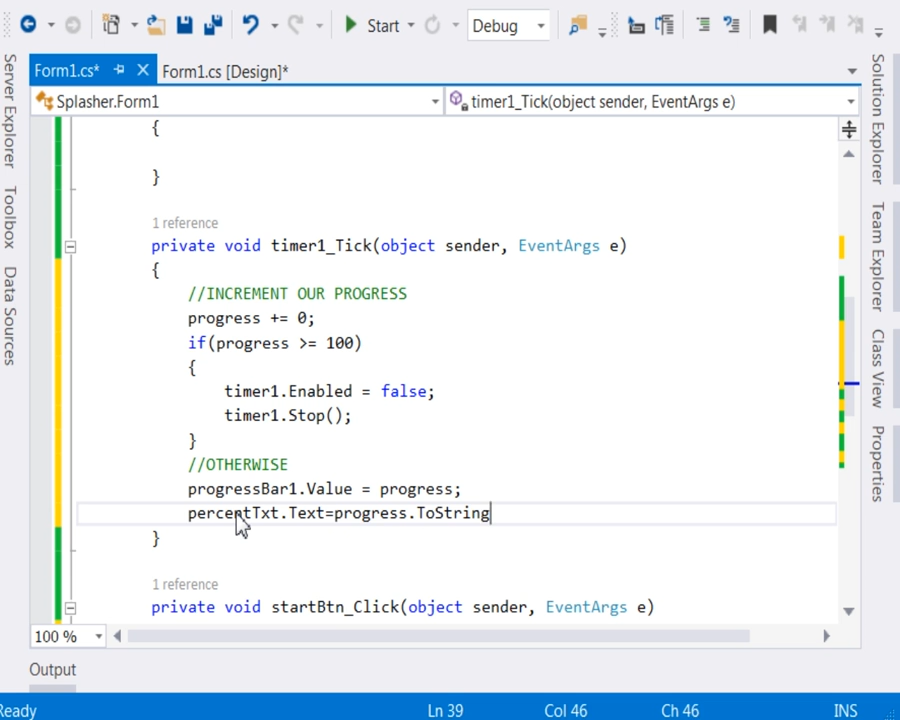 Start
Debug
Form1.cs*
Form1.cs [Design]*
Splasher.Form1
timer1_Tick(object sender, EventArgs e)
Server Explorer
Toolbox
Data Sources
{
}
1 reference
private void timer1_Tick(object sender, EventArgs e)
{
//INCREMENT OUR PROGRESS
progress += 0;
if(progress >= 100)
{
timer1.Enabled = false;
timer1.Stop();
}
//OTHERWISE
progressBar1.Value = progress;
percentTxt.Text=progress.ToString
}
1 reference
private void startBtn_Click(object sender, EventArgs e)
Solution Explorer
Team Explorer
Class View
Properties
100 %
Output
Ready
Ln 39
Col 46
Ch 46
INS